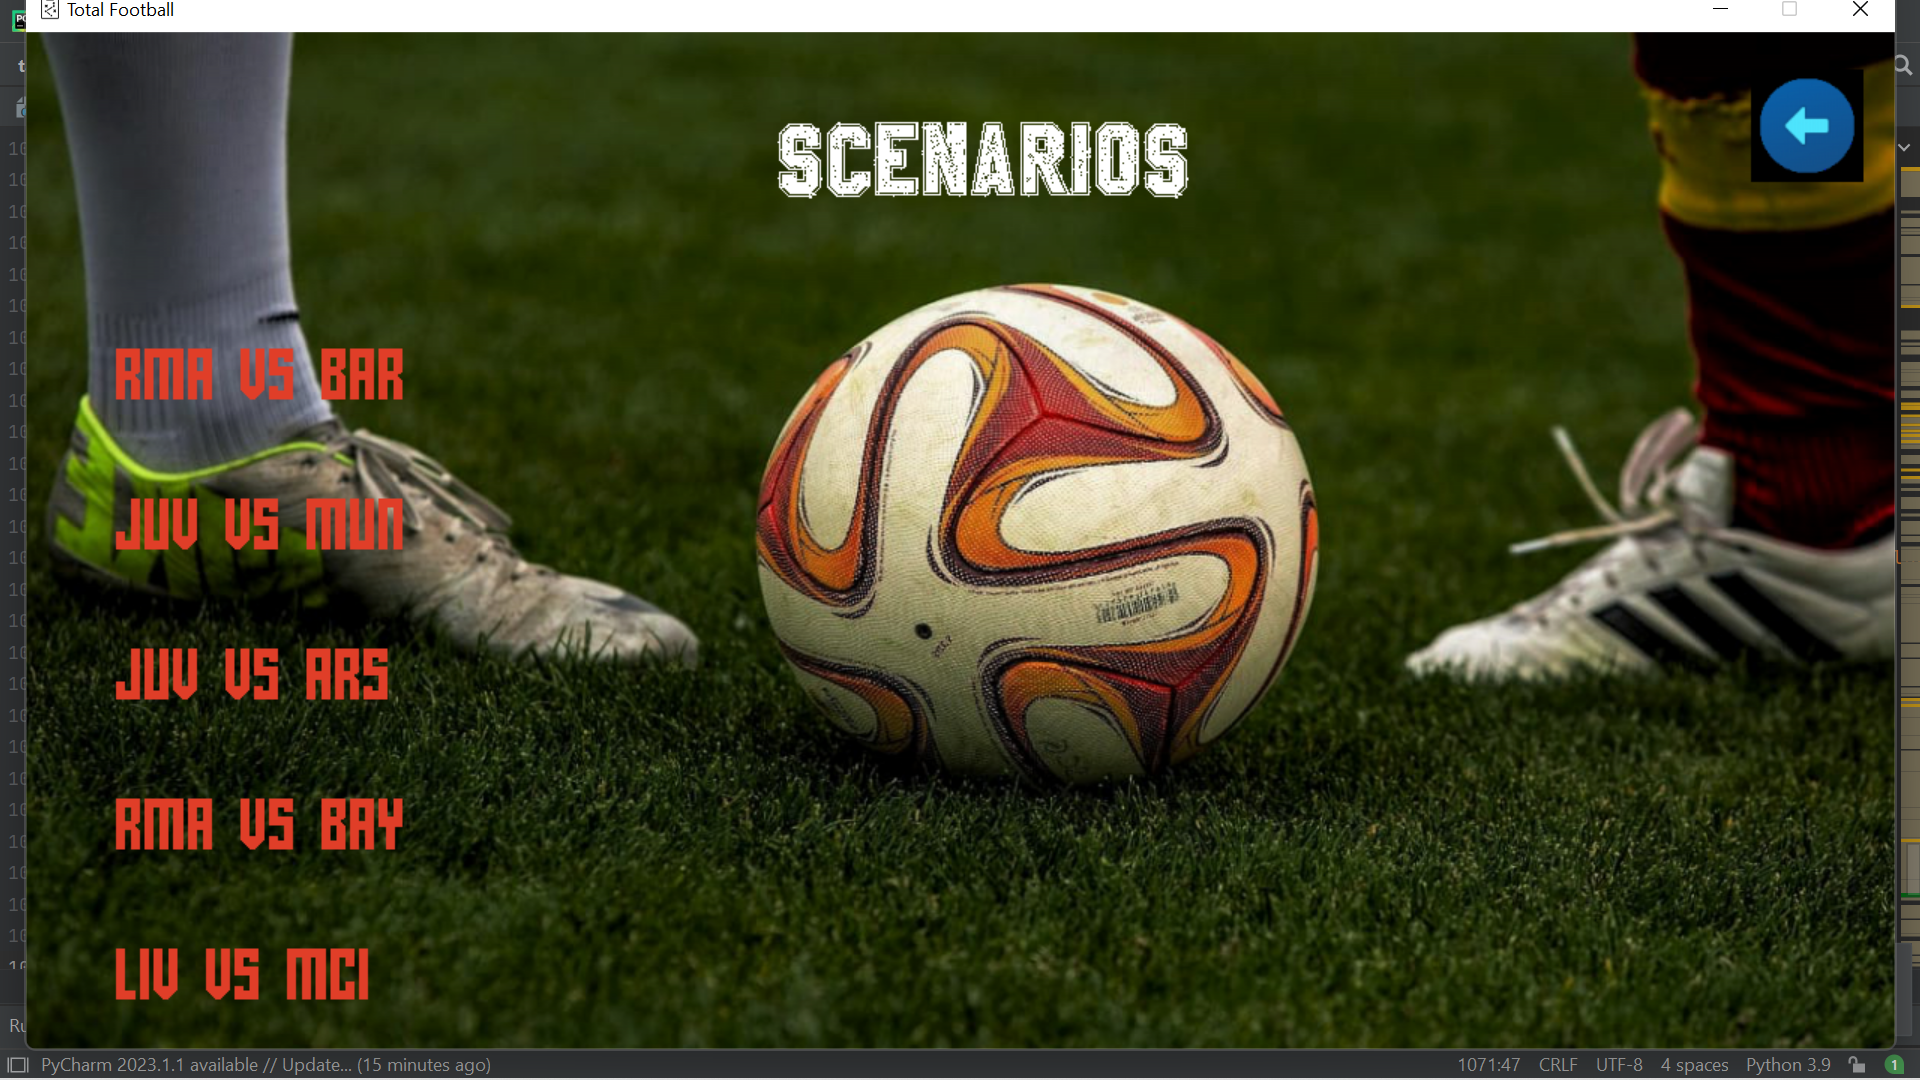 Total Football
SCENARIOS
RMA VS BAR
JUV VS MUN
JUV VS ARS
RMA VS BAY
LIV VS MCI
PyCharm 2023.1.1 available // Update... (15 minutes ago)
1071:47 CRLF UTF-8 4 spaces Python 3.9 1